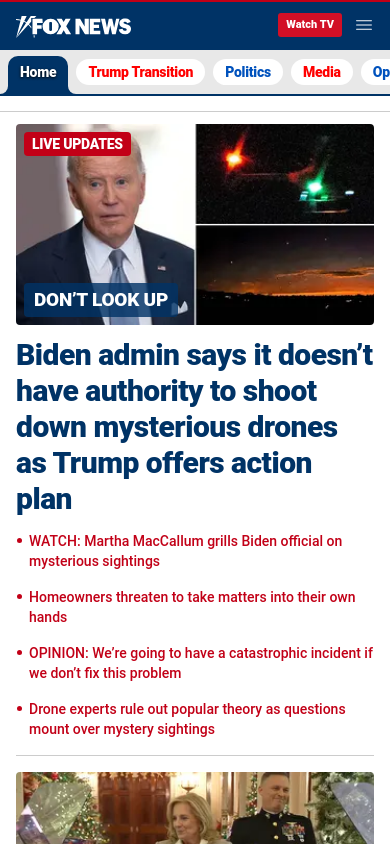 FOX NEWS
Watch TV
Home
Trump Transition
Politics
Media
Op
LIVE UPDATES
DON'T LOOK UP
Biden admin says it doesn't
have authority to shoot
down mysterious drones
as Trump offers action
plan
• WATCH: Martha MacCallum grills Biden official on
mysterious sightings
• Homeowners threaten to take matters into their own
hands
• OPINION: We're going to have a catastrophic incident if
we don't fix this problem
• Drone experts rule out popular theory as questions
mount over mystery sightings